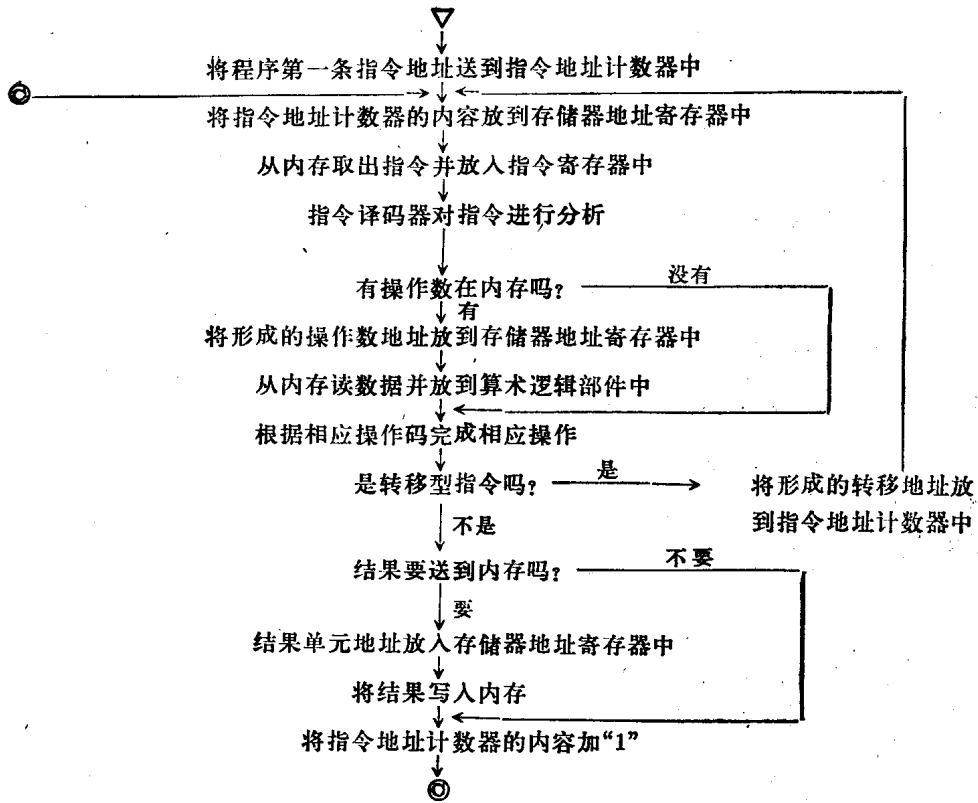 将程序第一条指令地址送到指令地址计数器中
将指令地址计数器的内容放到存储器地址寄存器中
从内存取出指令并放入指令寄存器中
指令译码器对指令进行分析
有操作数在内存吗？
没有
有
将形成的操作数地址放到存储器地址寄存器中
从内存读数据并放到算术逻辑部件中
根据相应操作码完成相应操作
是转移型指令吗？
是
将形成的转移地址放
到指令地址计数器中
不是
结果要送到内存吗？
不要
要
结果单元地址放入存储器地址寄存器中
将结果写入内存
将指令地址计数器的内容加“1”